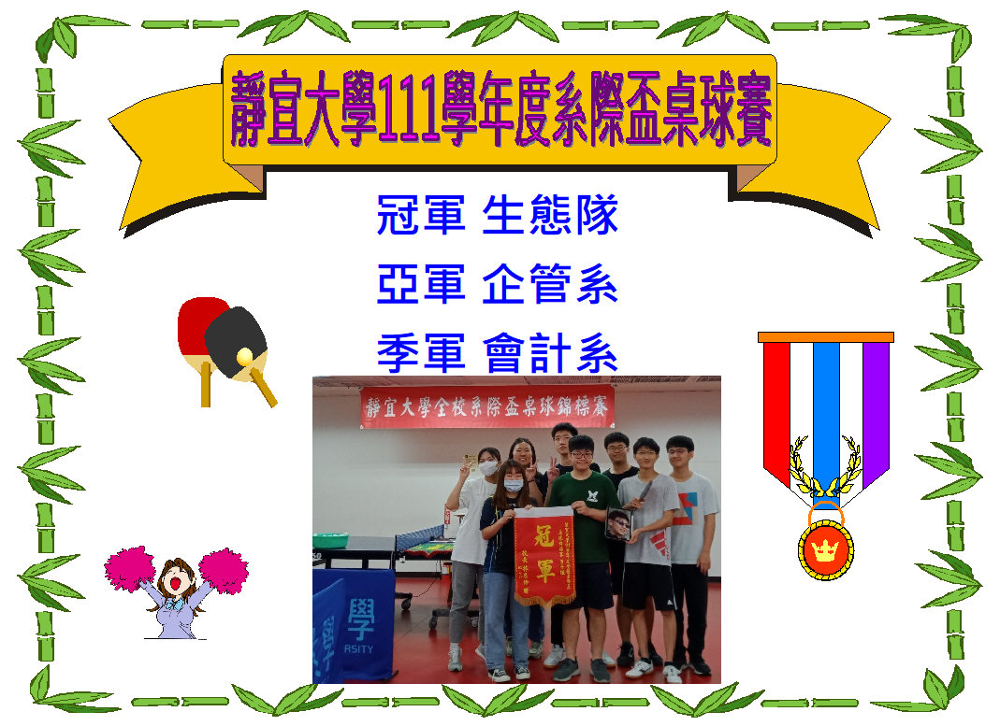 靜宜大學111學年度系際盃桌球賽
冠軍 生態隊
亞軍 企管系
季軍 會計系
靜宜大學全校系際盃桌球錦標賽
冠軍
學
RSITY